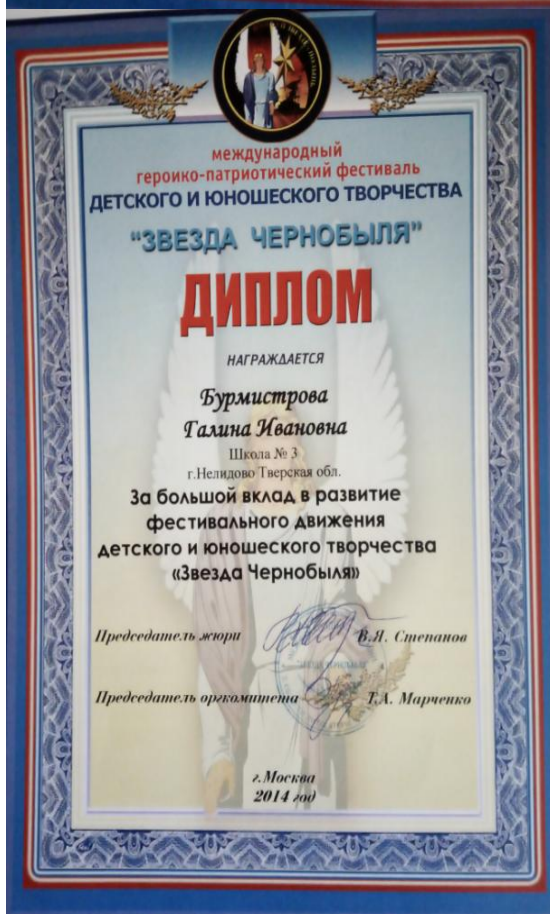 международный
героико-патриотический фестиваль
ДЕТСКОГО И ЮНОШЕСКОГО ТВОРЧЕСТВА
“ЗВЕЗДА ЧЕРНОБЫЛЯ”
ДИПЛОМ
НАГРАЖДАЕТСЯ
Бурмистрова
Галина Ивановна
Школа № 3
г.Нелидово Тверская обл.
За большой вклад в развитие
фестивального движения
детского и юношеского творчества
«Звезда Чернобыля»
Председатель жюри В.Я. Степанов
Председатель оргкомитета Т.А. Марченко
г.Москва
2014 год